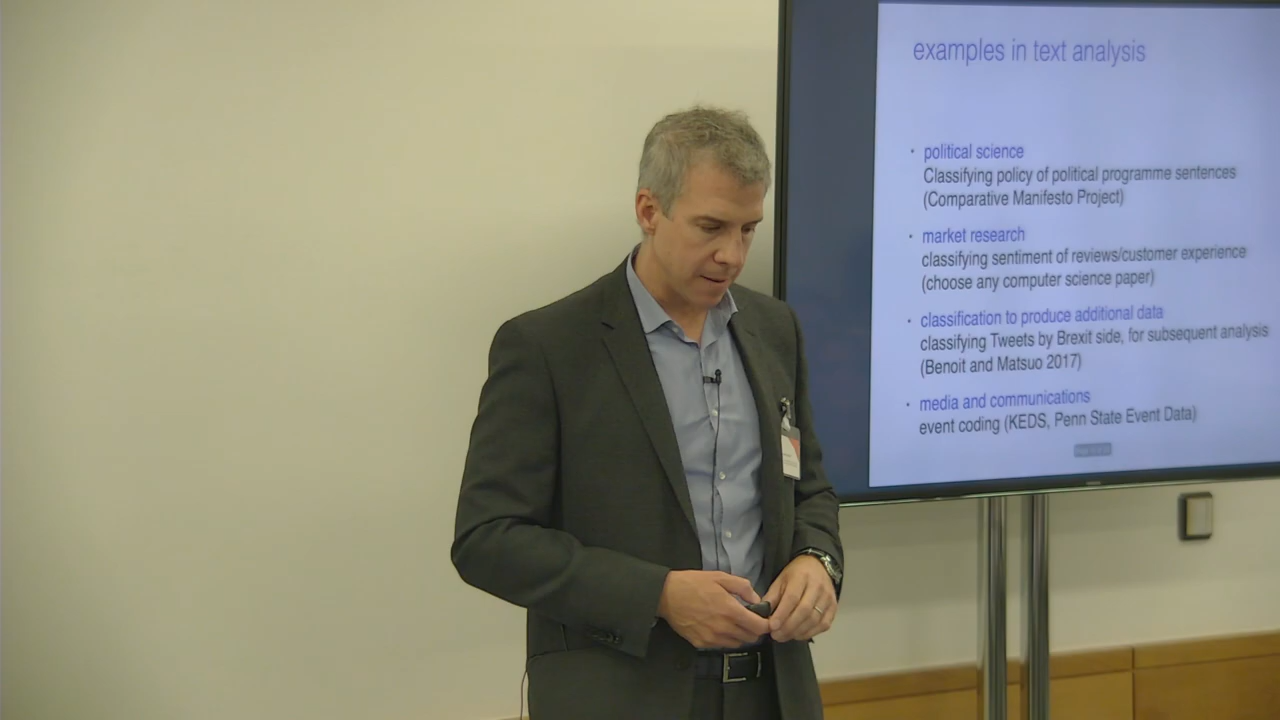 examples in text analysis
· political science
Classifying policy of political programme sentences
(Comparative Manifesto Project)
· market research
classifying sentiment of reviews/customer experience
(choose any computer science paper)
· classification to produce additional data
classifying Tweets by Brexit side, for subsequent analysis
(Benoit and Matsuo 2017)
· media and communications
event coding (KEDS, Penn State Event Data)